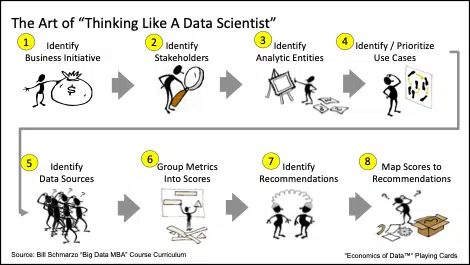 The Art of “Thinking Like A Data Scientist”
1
Identify
Business Initiative
$
2
Identify
Stakeholders
3
Identify
Analytic Entities
4
Identify / Prioritize
Use Cases
5
Identify
Data Sources
6
Group Metrics
Into Scores
7
Identify
Recommendations
8
Map Scores to
Recommendations
Source: Bill Schmarzo “Big Data MBA” Course Curriculum
"Economics of Data™" Playing Cards